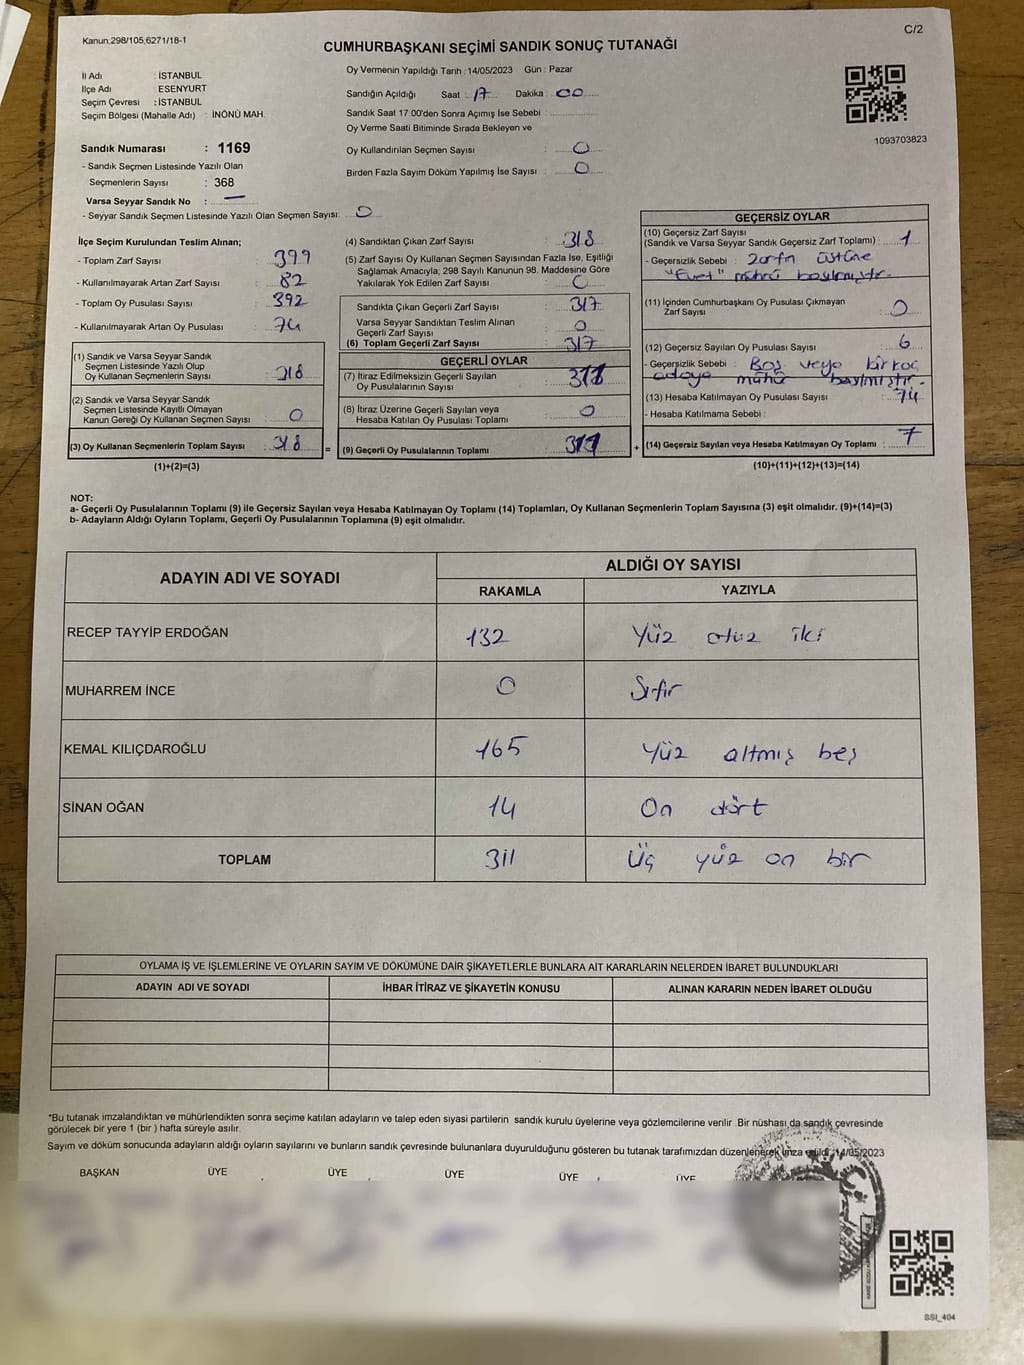 Kanun:298/105;6271/18-1
C/2
CUMHURBAŞKANI SEÇİMİ SANDIK SONUÇ TUTANAĞI
İl Adı : İSTANBUL
İlçe Adı : ESENYURT
Seçim Çevresi : İSTANBUL
Seçim Bölgesi (Mahalle Adı) : İNÖNÜ MAH.
Sandık Numarası : 1169
- Sandık Seçmen Listesinde Yazılı Olan
Seçmenlerin Sayısı : 368
Varsa Seyyar Sandık No : —
- Seyyar Sandık Seçmen Listesinde Yazılı Olan Seçmen Sayısı: 0
Oy Vermenin Yapıldığı Tarih : 14/05/2023 Gün : Pazar
Sandığın Açıldığı Saat : 17 Dakika : 00
Sandık Saat 17:00'den Sonra Açımış İse Sebebi :
Oy Verme Saati Bitiminde Sırada Bekleyen ve
Oy Kullandırılan Seçmen Sayısı : 0
Birden Fazla Sayım Döküm Yapılmış İse Sayısı : 0
1093703823
İlçe Seçim Kurulundan Teslim Alınan;
- Toplam Zarf Sayısı : 399
- Kullanılmayarak Artan Zarf Sayısı : 82
- Toplam Oy Pusulası Sayısı : 392
- Kullanılmayarak Artan Oy Pusulası : 74
(1) Sandık ve Varsa Seyyar Sandık
Seçmen Listesinde Yazılı Olup
Oy Kullanan Seçmenlerin Sayısı : 318
(2) Sandık ve Varsa Seyyar Sandık
Seçmen Listesinde Kayıtlı Olmayan
Kanun Gereği Oy Kullanan Seçmen Sayısı : 0
(3) Oy Kullanan Seçmenlerin Toplam Sayısı : 318
(1)+(2)=(3)
(4) Sandıktan Çıkan Zarf Sayısı : 318
(5) Zarf Sayısı Oy Kullanan Seçmen Sayısından Fazla İse, Eşitliği
Sağlamak Amacıyla, 298 Sayılı Kanunun 98. Maddesine Göre
Yakılarak Yok Edilen Zarf Sayısı : 0
Sandıkta Çıkan Geçerli Zarf Sayısı : 317
Varsa Seyyar Sandıktan Teslim Alınan
Geçerli Zarf Sayısı : 0
(6) Toplam Geçerli Zarf Sayısı : 317
GEÇERLİ OYLAR
(7) İtiraz Edilmeksizin Geçerli Sayılan
Oy Pusulalarının Sayısı :
(8) İtiraz Üzerine Geçerli Sayılan veya
Hesaba Katılan Oy Pusulası Toplamı : 0
=
(9) Geçerli Oy Pusulalarının Toplamı :
+
GEÇERSİZ OYLAR
(10) Geçersiz Zarf Sayısı
(Sandık ve Varsa Seyyar Sandık Geçersiz Zarf Toplamı) : 1
- Geçersizlik Sebebi : Zarfın üstüne
"Evet" mührü basılmıştır.
(11) İçinden Cumhurbaşkanı Oy Pusulası Çıkmayan
Zarf Sayısı : 0
(12) Geçersiz Sayılan Oy Pusulası Sayısı : 6
- Geçersizlik Sebebi : Boş veya birkaç
adaya mühür basılmıştır.
(13) Hesaba Katılmayan Oy Pusulası Sayısı : 74
- Hesaba Katılmama Sebebi :
(14) Geçersiz Sayılan veya Hesaba Katılmayan Oy Toplamı : 7
(10)+(11)+(12)+(13)=(14)
NOT:
a- Geçerli Oy Pusulalarının Toplamı (9) ile Geçersiz Sayılan veya Hesaba Katılmayan Oy Toplamı (14) Toplamları, Oy Kullanan Seçmenlerin Toplam Sayısına (3) eşit olmalıdır. (9)+(14)=(3)
b- Adayların Aldığı Oyların Toplamı, Geçerli Oy Pusulalarının Toplamına (9) eşit olmalıdır.
ADAYIN ADI VE SOYADI
ALDIĞI OY SAYISI
RAKAMLA YAZIYLA
RECEP TAYYİP ERDOĞAN 132 Yüz otuz iki
MUHARREM İNCE 0 Sıfır
KEMAL KILIÇDAROĞLU 165 Yüz altmış beş
SİNAN OĞAN 14 On dört
TOPLAM 311 Üç yüz on bir
OYLAMA İŞ VE İŞLEMLERİNE VE OYLARIN SAYIM VE DÖKÜMÜNE DAİR ŞİKAYETLERLE BUNLARA AİT KARARLARIN NELERDEN İBARET BULUNDUKLARI
ADAYIN ADI VE SOYADI İHBAR İTİRAZ VE ŞİKAYETİN KONUSU ALINAN KARARIN NEDEN İBARET OLDUĞU
*Bu tutanak imzalandıktan ve mühürlendikten sonra seçime katılan adayların ve talep eden siyasi partilerin sandık kurulu üyelerine veya gözlemcilerine verilir .Bir nüshası da sandık çevresinde
görülecek bir yere 1 (bir ) hafta süreyle asılır.
Sayım ve döküm sonucunda adayların aldığı oyların sayılarını ve bunların sandık çevresinde bulunanlara duyurulduğunu gösteren bu tutanak tarafımızdan düzenlenerek imza edildi. 14/05/2023
BAŞKAN ÜYE ÜYE ÜYE ÜYE ÜYE
SSI_404